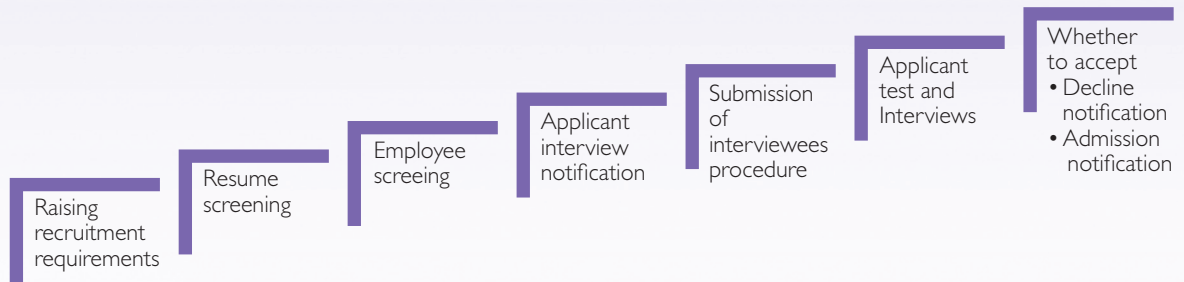 Raising
recruitment
requirements
Resume
screening
Employee
screeing
Applicant
interview
notification
Submission
of
interviewees
procedure
Applicant
test and
Interviews
Whether
to accept
• Decline
notification
• Admission
notification